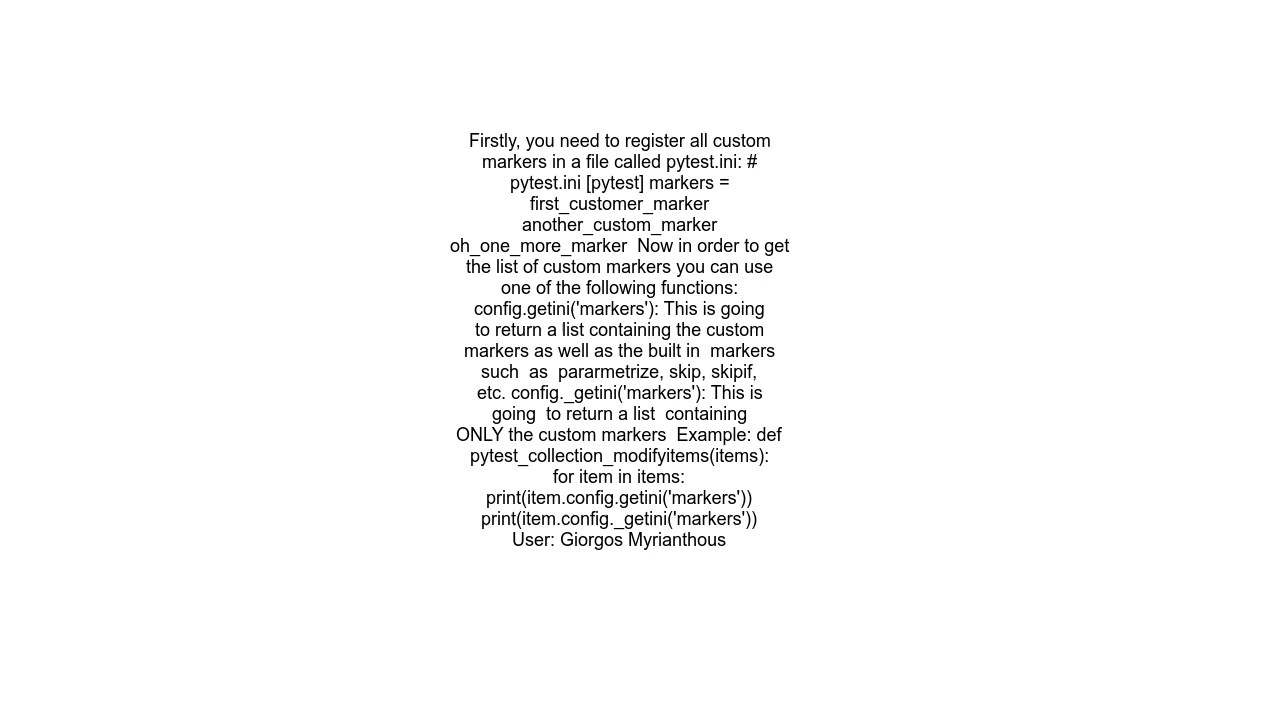 Firstly, you need to register all custom
markers in a file called pytest.ini: #
pytest.ini [pytest] markers =
first_customer_marker
another_custom_marker
oh_one_more_marker  Now in order to get
the list of custom markers you can use
one of the following functions:
config.getini('markers'): This is going
to return a list containing the custom
markers as well as the built in  markers
such  as  pararmetrize, skip, skipif,
etc. config._getini('markers'): This is
going  to return a list  containing
ONLY the custom markers  Example: def
pytest_collection_modifyitems(items):
for item in items:
print(item.config.getini('markers'))
print(item.config._getini('markers'))
User: Giorgos Myrianthous